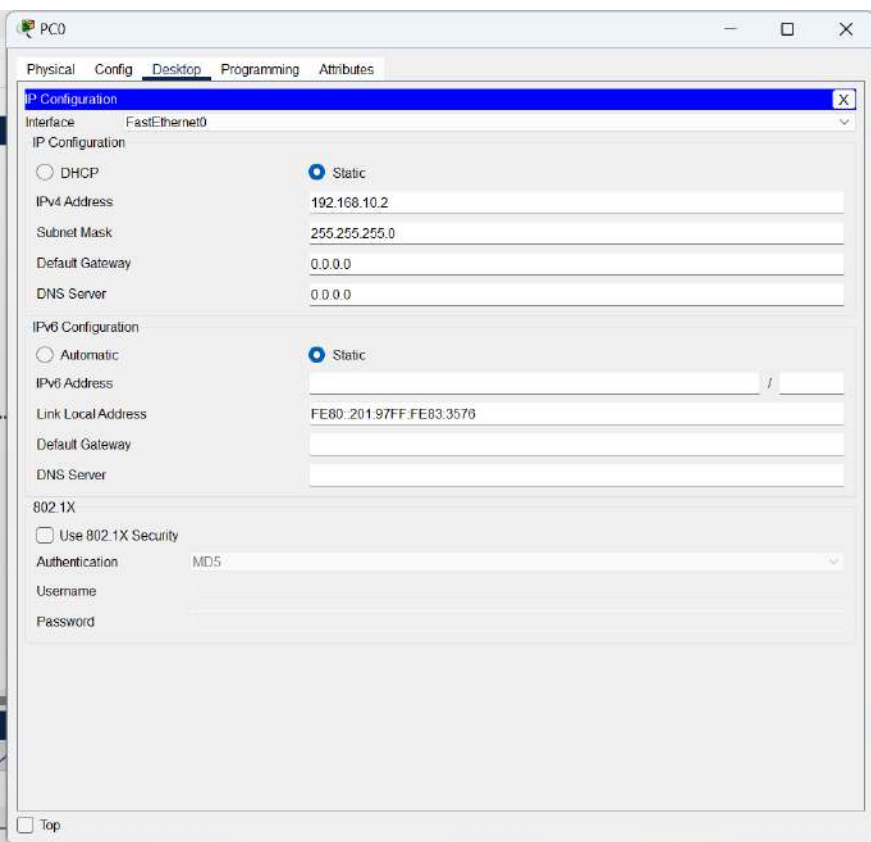 PC0
Physical Config Desktop Programming Attributes
IP Configuration X
Interface FastEthernet0
IP Configuration
DHCP Static
IPv4 Address 192.168.10.2
Subnet Mask 255.255.255.0
Default Gateway 0.0.0.0
DNS Server 0.0.0.0
IPv6 Configuration
Automatic Static
IPv6 Address /
Link Local Address FE80::201:97FF:FE83:3576
Default Gateway
DNS Server
802.1X
Use 802.1X Security
Authentication MD5
Username
Password
Top